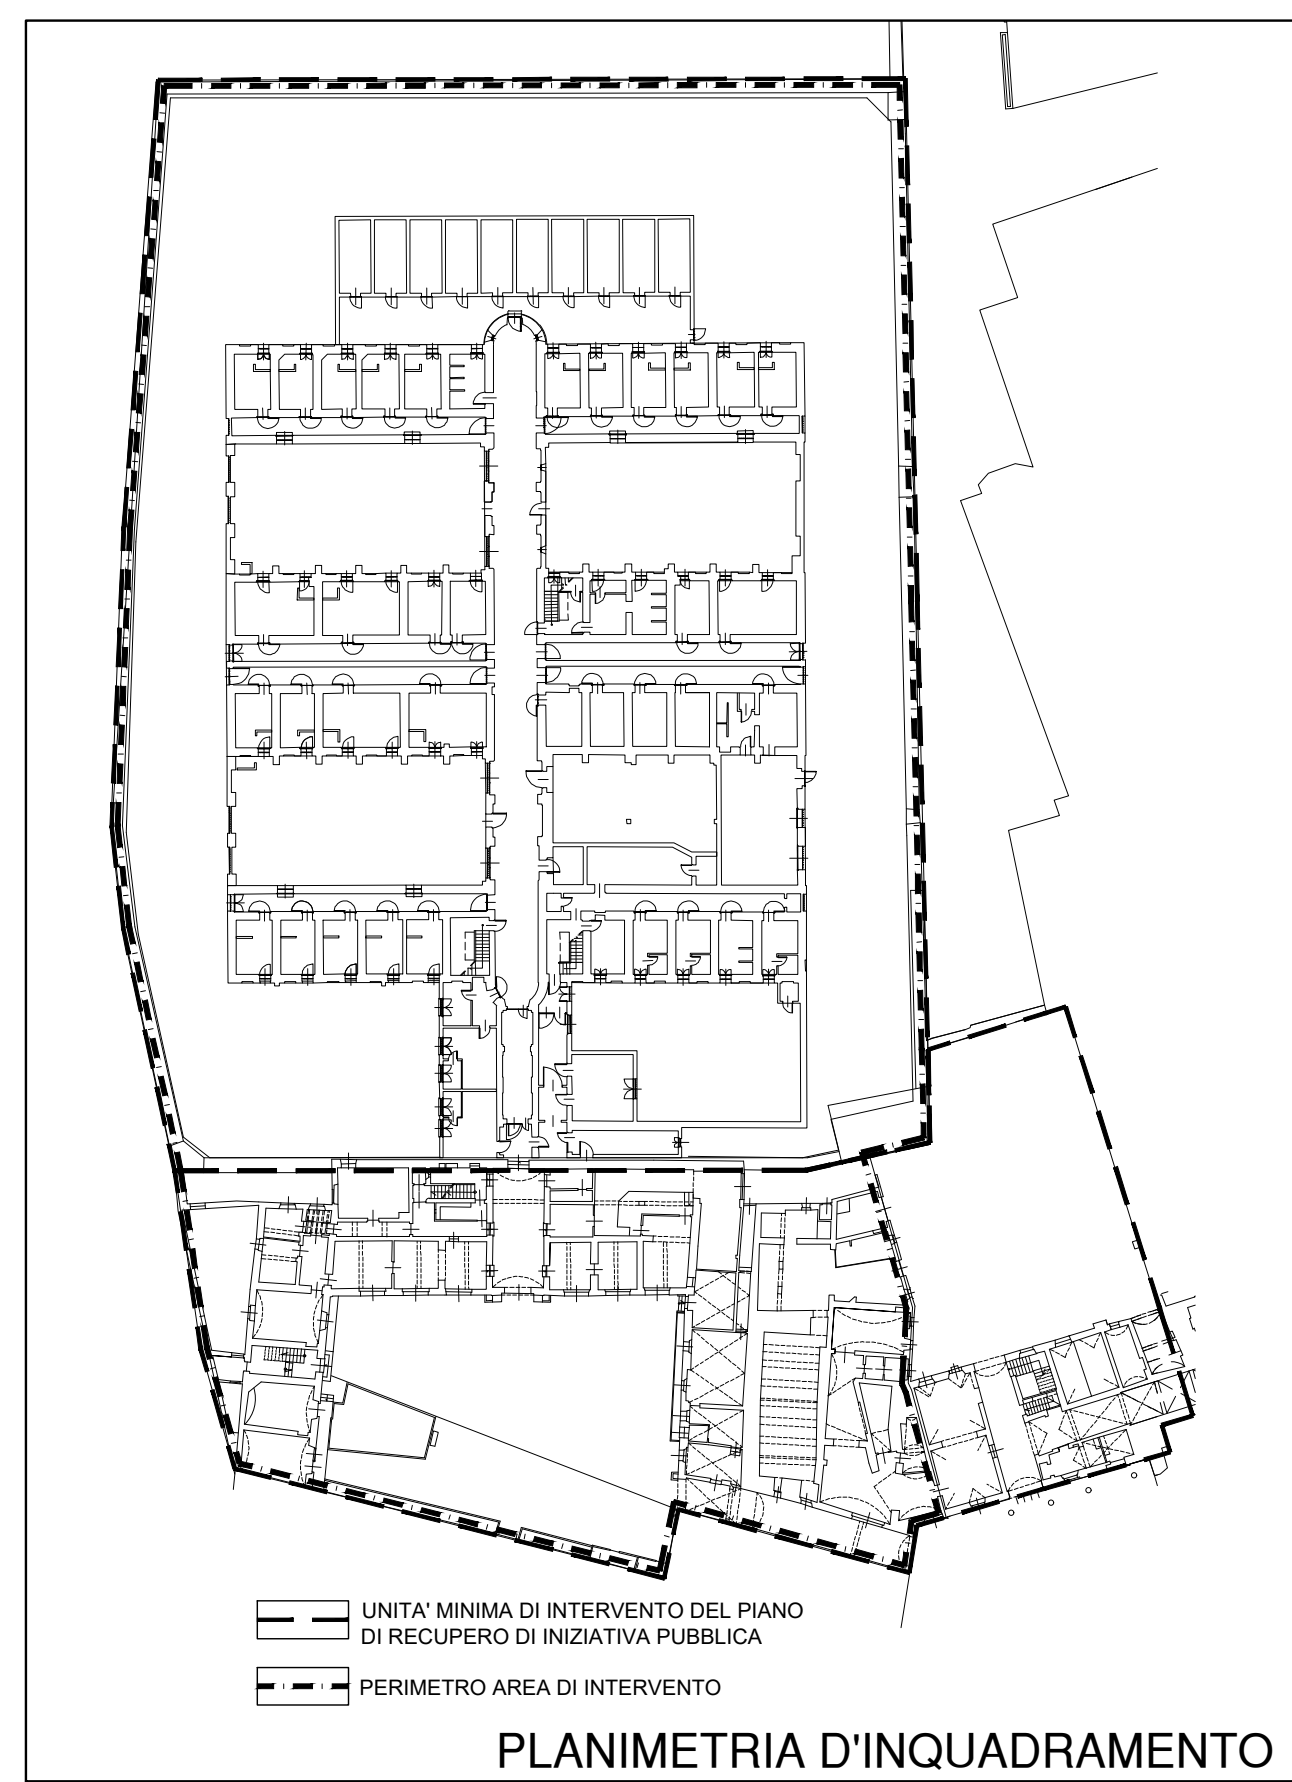 UNITA' MINIMA DI INTERVENTO DEL PIANO
DI RECUPERO DI INIZIATIVA PUBBLICA
PERIMETRO AREA DI INTERVENTO
PLANIMETRIA D'INQUADRAMENTO